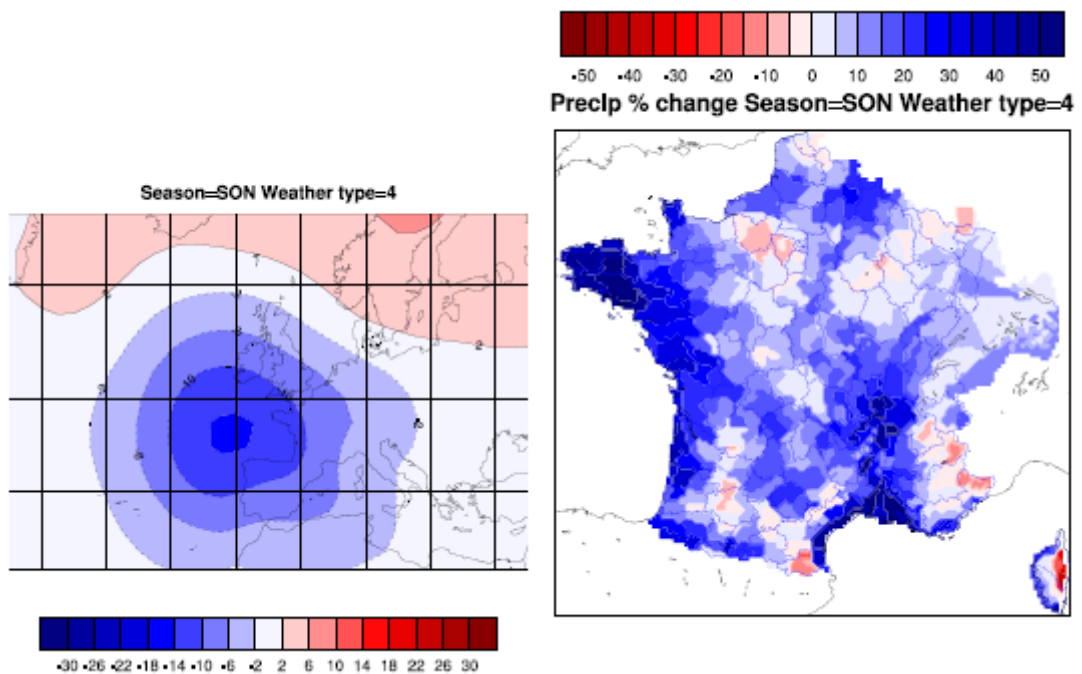 -50 -40 -30 -20 -10 0 10 20 30 40 50
Precip % change Season=SON Weather type=4
Season=SON Weather type=4
2
-30 -26 -22 -18 -14 -10 -6 -2 2 6 10 14 18 22 26 30